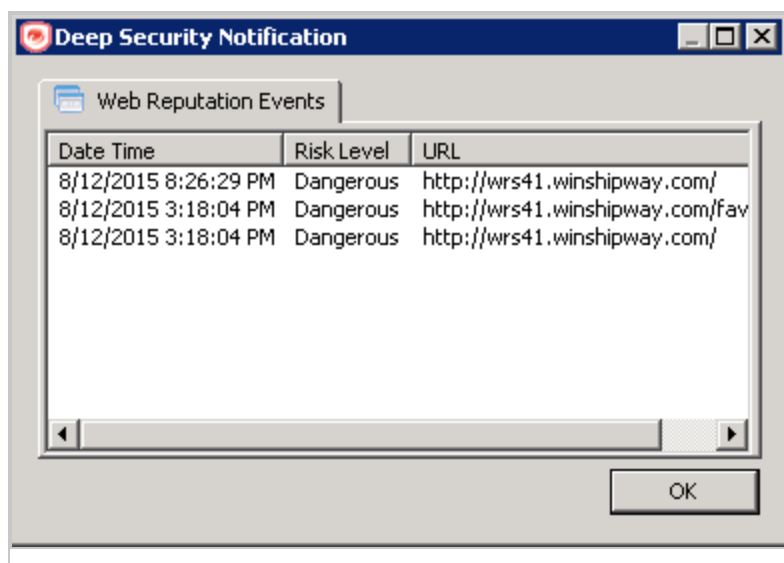 Deep Security Notification
Web Reputation Events
Date Time Risk Level URL
8/12/2015 8:26:29 PM Dangerous http://wrs41.winshipway.com/
8/12/2015 3:18:04 PM Dangerous http://wrs41.winshipway.com/fav
8/12/2015 3:18:04 PM Dangerous http://wrs41.winshipway.com/
OK